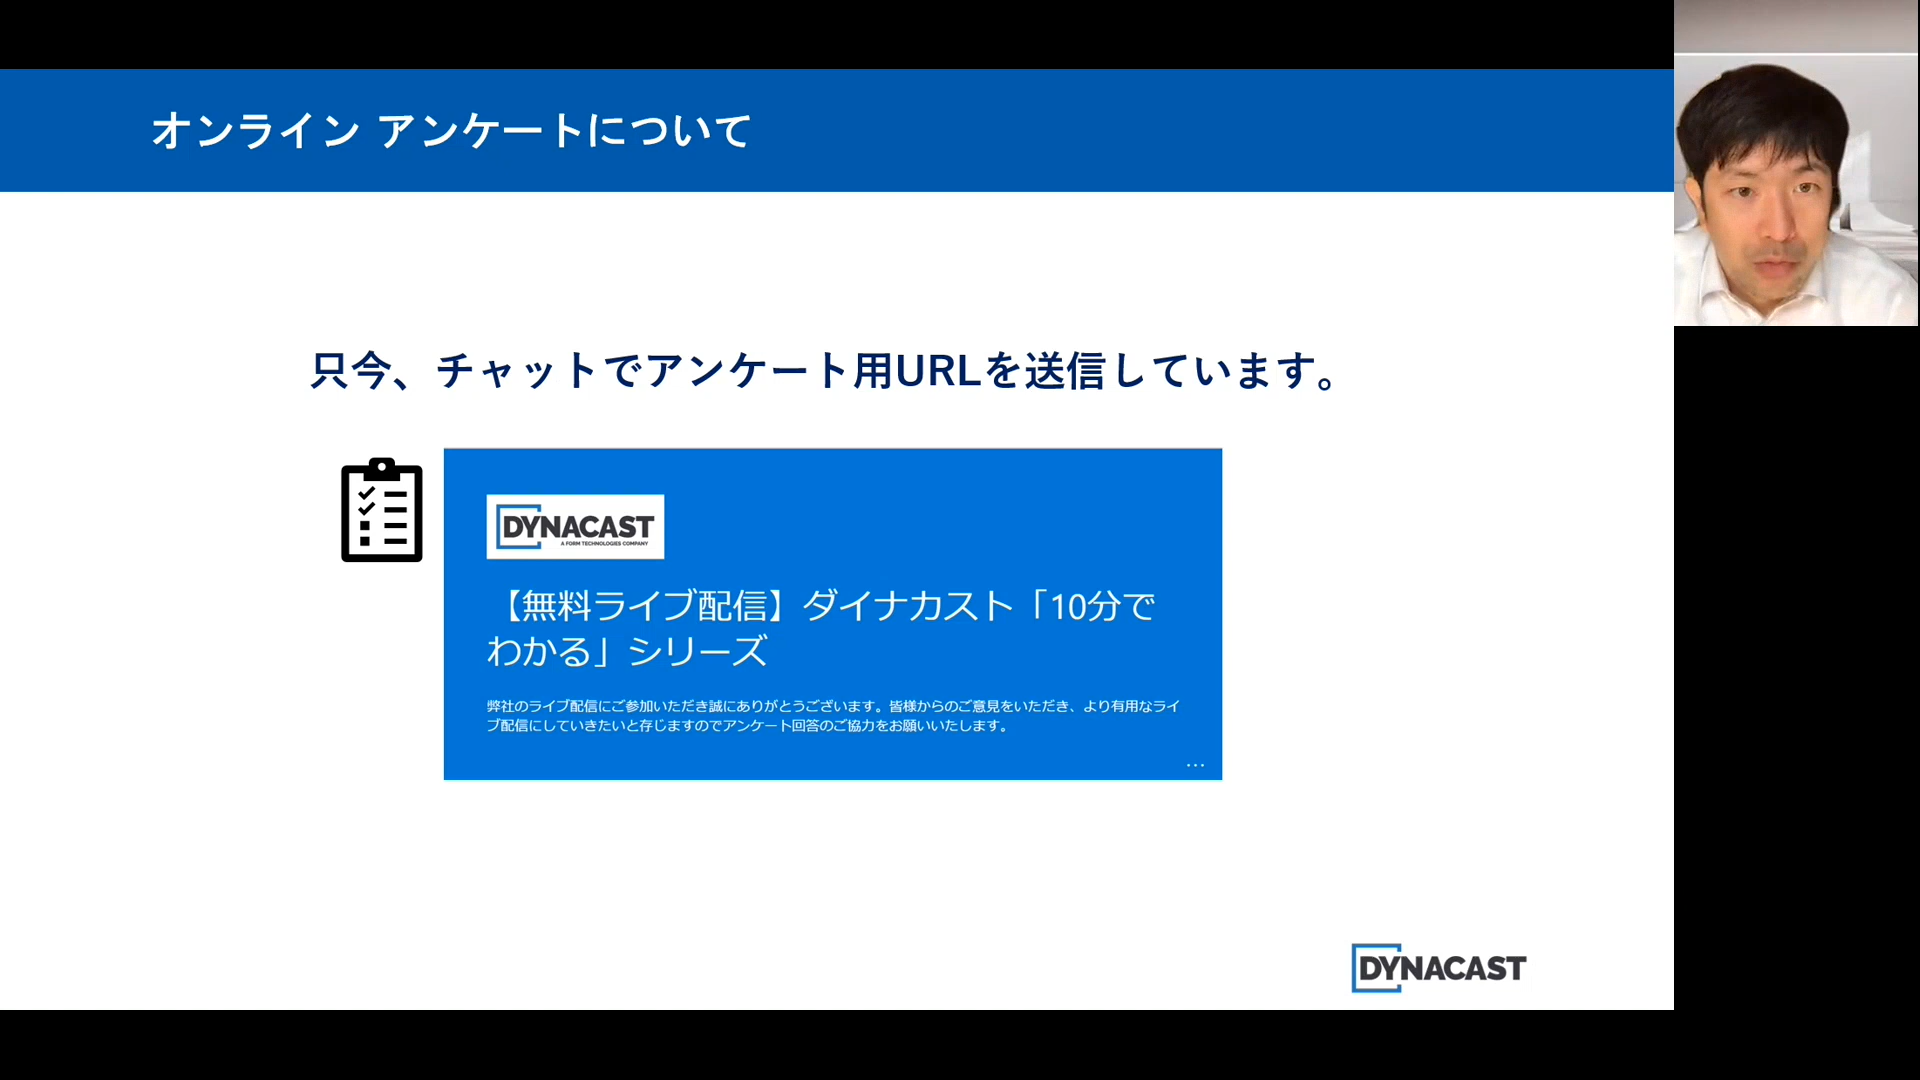 オンライン アンケートについて
只今、チャットでアンケート用URLを送信しています。
DYNACAST
A FORM TECHNOLOGIES COMPANY
【無料ライブ配信】ダイナカスト「10分で
わかる」シリーズ
弊社のライブ配信にご参加いただき誠にありがとうございます。皆様からのご意見をいただき、より有用なライ
ブ配信にしていきたいと存じますのでアンケート回答のご協力をお願いいたします。
...
DYNACAST